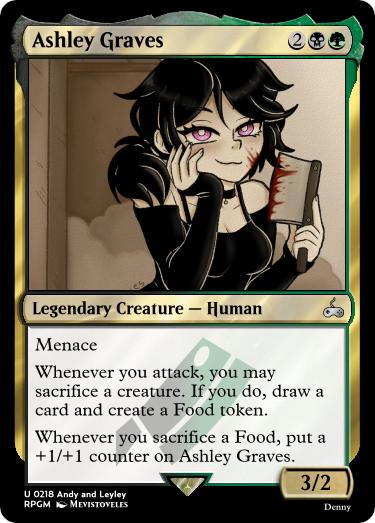 Ashley Graves 2
Legendary Creature — Human
Menace
Whenever you attack, you may
sacrifice a creature. If you do, draw a
card and create a Food token.
Whenever you sacrifice a Food, put a
+1/+1 counter on Ashley Graves.
3/2
U 0218 Andy and Leyley
RPGM Mevistoveles
Denny